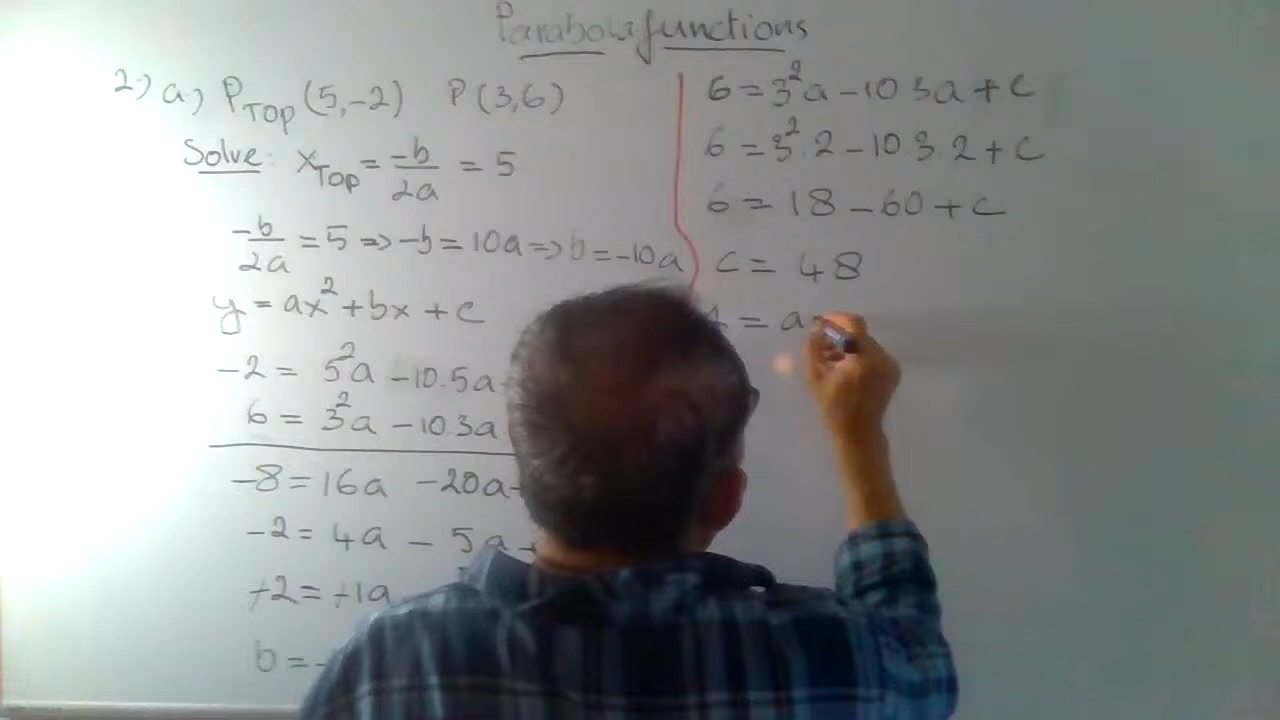 Parabola functions
2) a) P_TOP (5,-2) P(3,6)
Solve: x_TOP = -b/2a = 5
-b/2a = 5 => -b = 10a => b = -10a
y = ax² + bx + c
-2 = 5²a - 10.5a
6 = 3²a - 10 3a
-8 = 16a - 20a
-2 = 4a - 5a
+2 = +1a
b = -
6 = 3²a - 10 3a + c
6 = 3².2 - 10 3.2 + c
6 = 18 - 60 + c
c = 48
= a